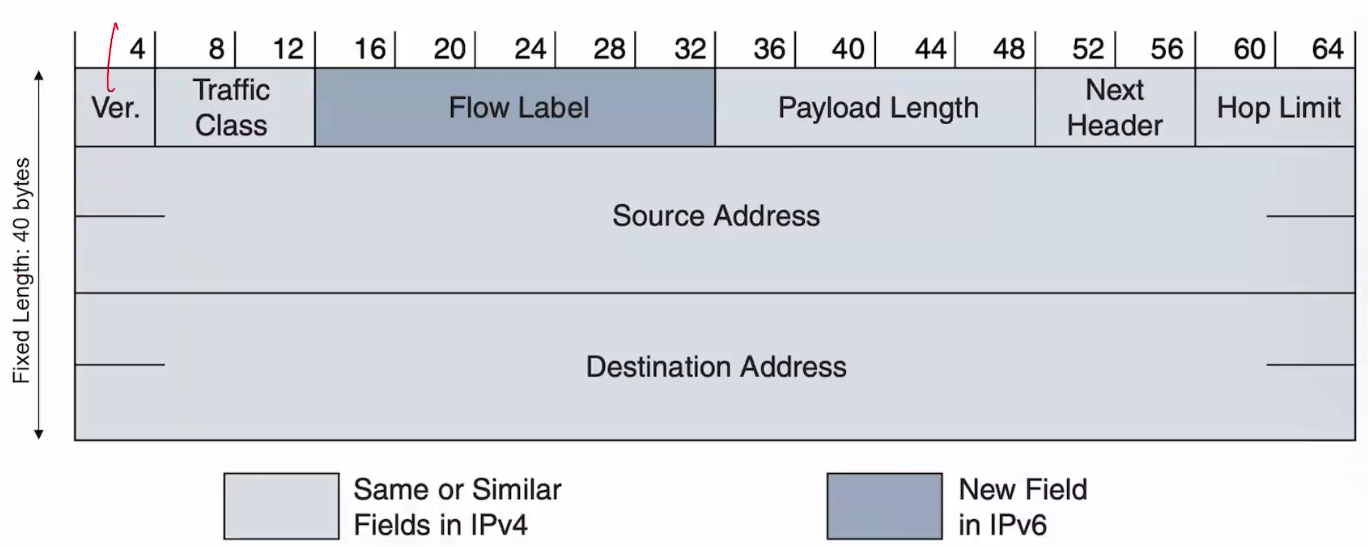 4 8 12 16 20 24 28 32 36 40 44 48 52 56 60 64
Ver.
Traffic
Class
Flow Label
Payload Length
Next
Header
Hop Limit
Fixed Length: 40 bytes
Source Address
Destination Address
Same or Similar
Fields in IPv4
New Field
in IPv6